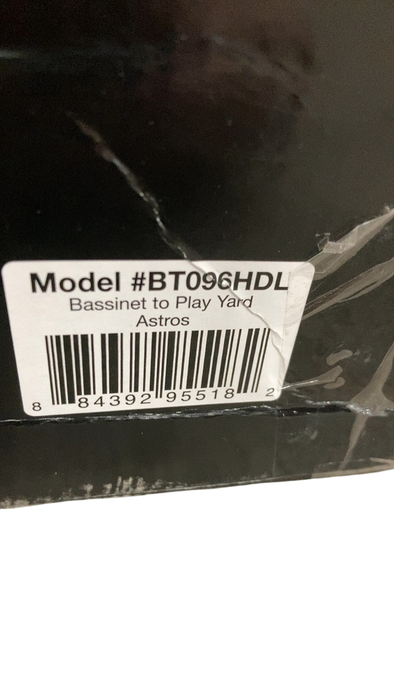 Model #BT096HDL
Bassinet to Play Yard
Astros
8 84392 95518 2